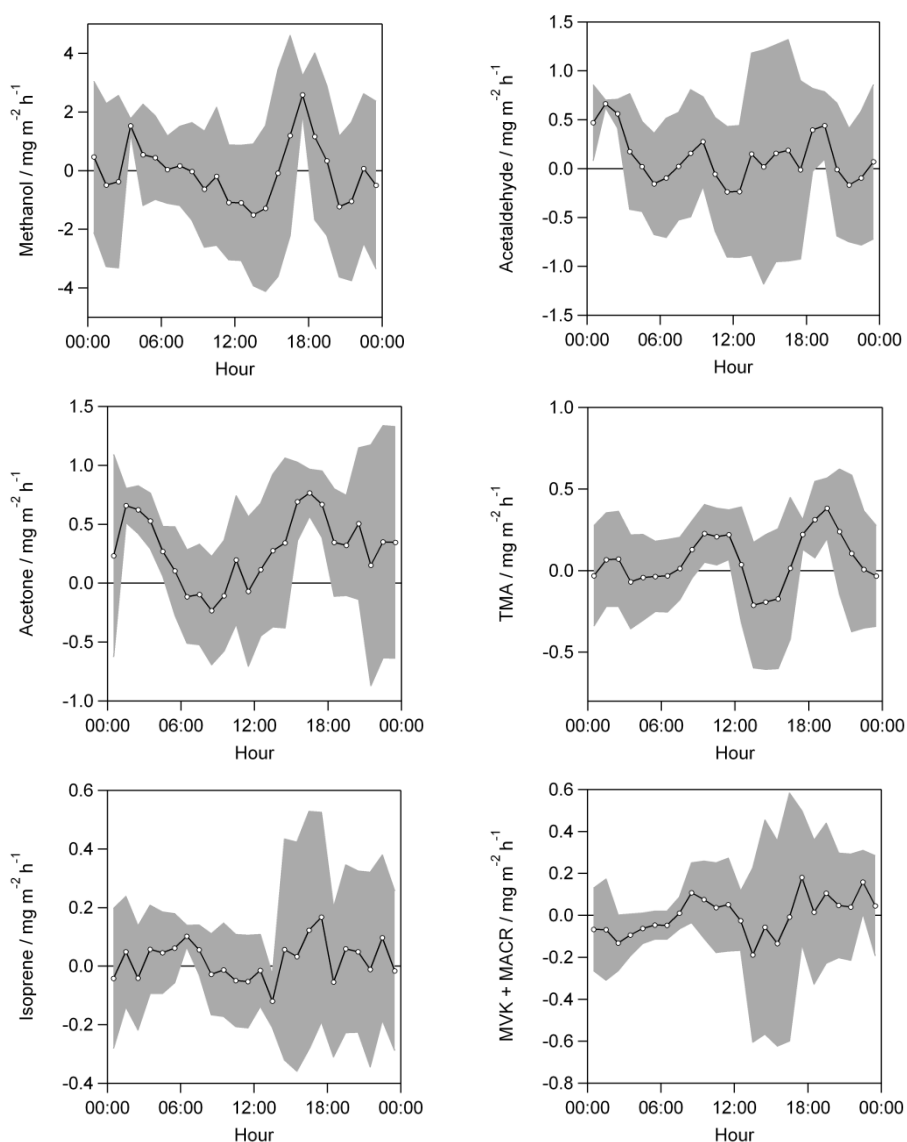 Methanol / mg m⁻² h⁻¹
4
2
0
-2
-4
00:00 06:00 12:00 18:00 00:00
Hour
Acetaldehyde / mg m⁻² h⁻¹
1.5
1.0
0.5
0.0
-0.5
-1.0
-1.5
00:00 06:00 12:00 18:00 00:00
Hour
Acetone / mg m⁻² h⁻¹
1.5
1.0
0.5
0.0
-0.5
-1.0
00:00 06:00 12:00 18:00 00:00
Hour
TMA / mg m⁻² h⁻¹
1.0
0.5
0.0
-0.5
00:00 06:00 12:00 18:00 00:00
Hour
Isoprene / mg m⁻² h⁻¹
0.6
0.4
0.2
0.0
-0.2
-0.4
00:00 06:00 12:00 18:00 00:00
Hour
MVK + MACR / mg m⁻² h⁻¹
0.6
0.4
0.2
0.0
-0.2
-0.4
-0.6
-0.8
00:00 06:00 12:00 18:00 00:00
Hour